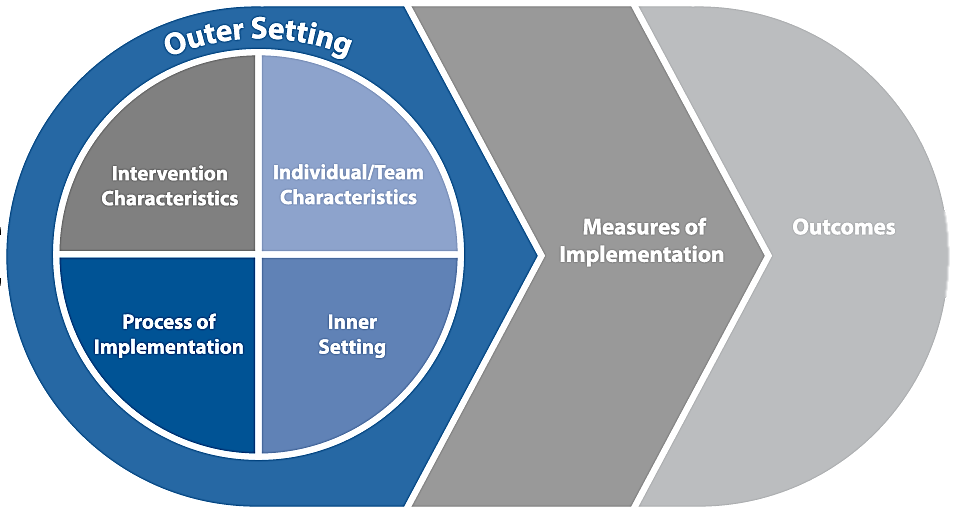 Outer Setting
Intervention
Characteristics
Individual/Team
Characteristics
Process of
Implementation
Inner
Setting
Measures of
Implementation
Outcomes